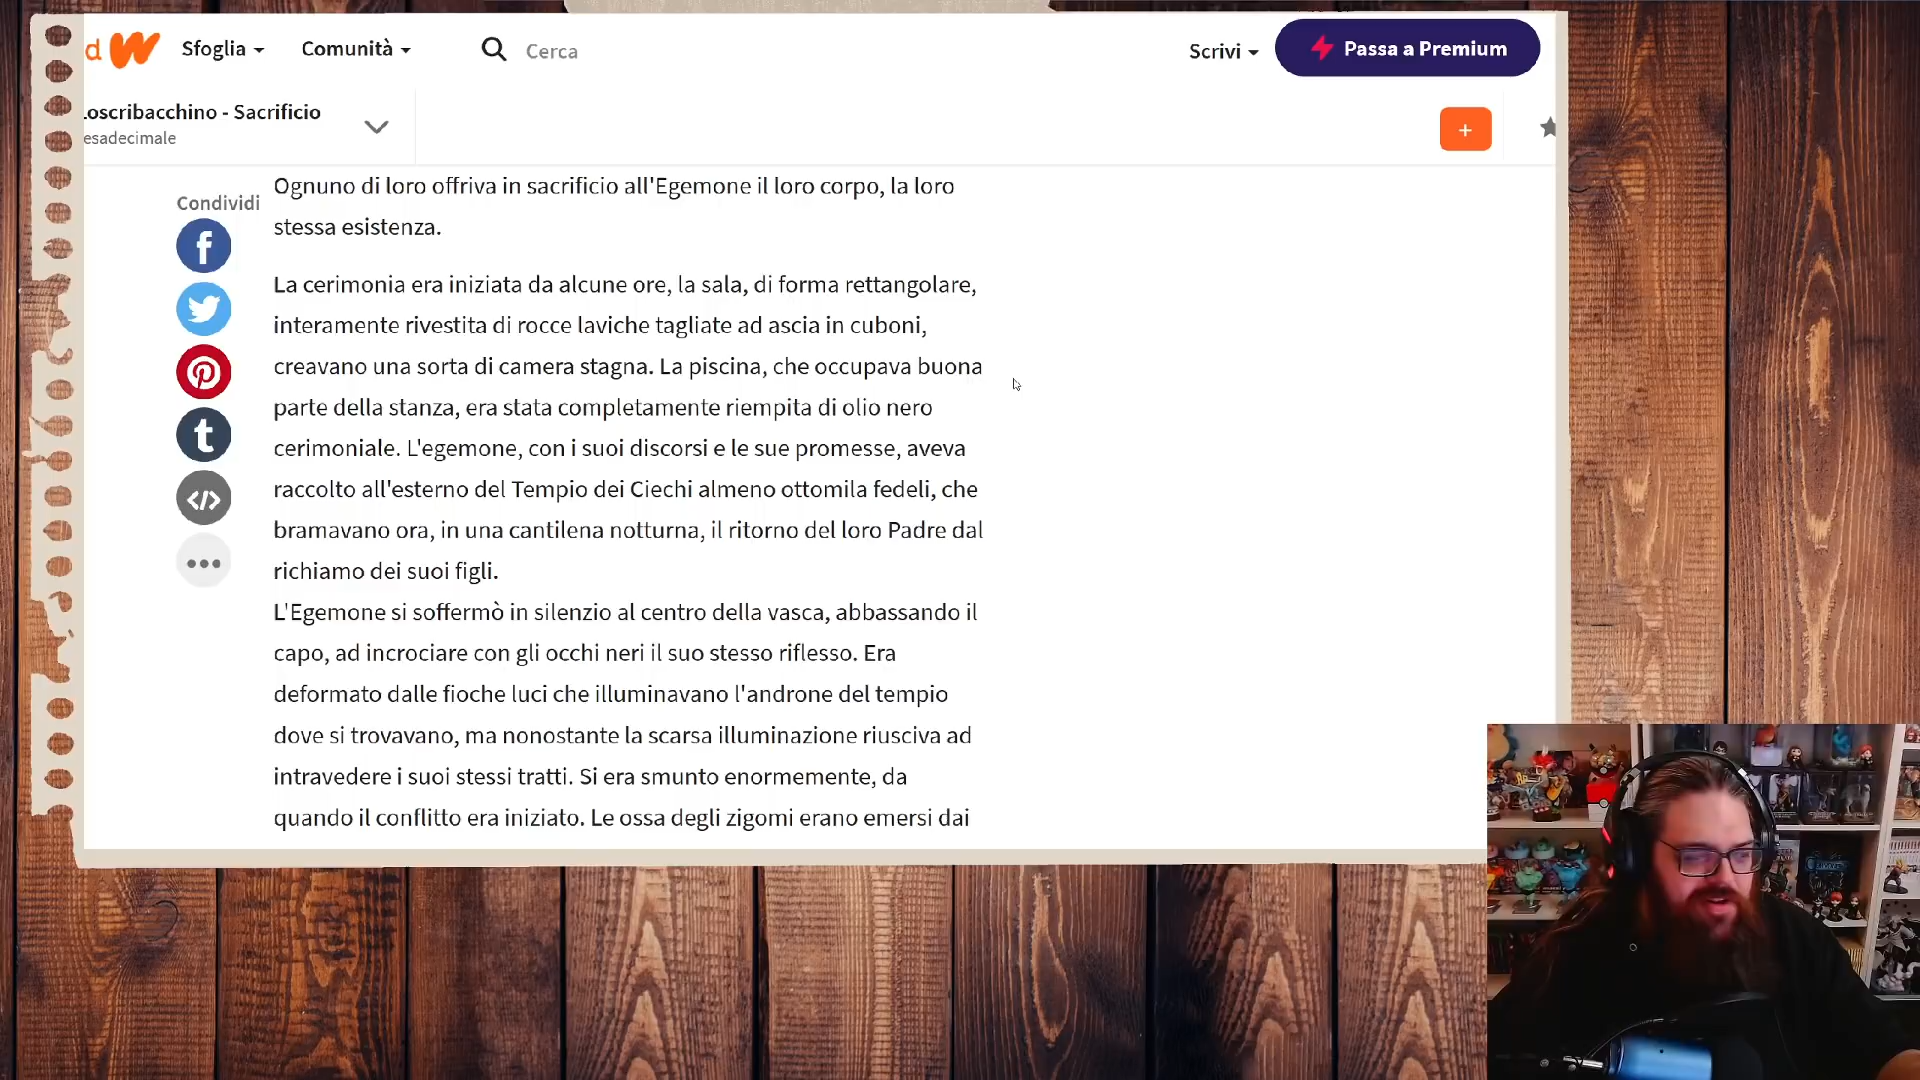 d
Sfoglia
Comunità
Cerca
Scrivi
Passa a Premium
Loscribacchino - Sacrificio
esadecimale
+
Condividi
Ognuno di loro offriva in sacrificio all'Egemone il loro corpo, la loro
stessa esistenza.
La cerimonia era iniziata da alcune ore, la sala, di forma rettangolare,
interamente rivestita di rocce laviche tagliate ad ascia in cuboni,
creavano una sorta di camera stagna. La piscina, che occupava buona
parte della stanza, era stata completamente riempita di olio nero
cerimoniale. L'egemone, con i suoi discorsi e le sue promesse, aveva
raccolto all'esterno del Tempio dei Ciechi almeno ottomila fedeli, che
bramavano ora, in una cantilena notturna, il ritorno del loro Padre dal
richiamo dei suoi figli.
L'Egemone si soffermò in silenzio al centro della vasca, abbassando il
capo, ad incrociare con gli occhi neri il suo stesso riflesso. Era
deformato dalle fioche luci che illuminavano l'androne del tempio
dove si trovavano, ma nonostante la scarsa illuminazione riusciva ad
intravedere i suoi stessi tratti. Si era smunto enormemente, da
quando il conflitto era iniziato. Le ossa degli zigomi erano emersi dai